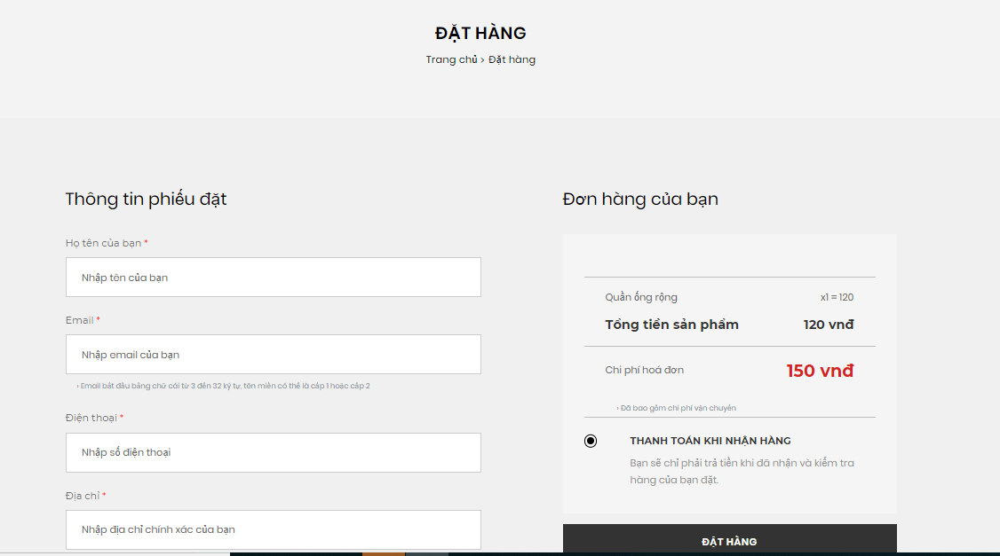 ĐẶT HÀNG
Trang chủ › Đặt hàng
Thông tin phiếu đặt
Họ tên của bạn *
Nhập tên của bạn
Email *
Nhập email của bạn
› Email bắt đầu bằng chữ cái từ 3 đến 32 ký tự, tên miền có thể là cấp 1 hoặc cấp 2
Điện thoại *
Nhập số điện thoại
Địa chỉ *
Nhập địa chỉ chính xác của bạn
Đơn hàng của bạn
Quần ống rộng x1 = 120
Tổng tiền sản phẩm 120 vnđ
Chi phí hoá đơn 150 vnđ
› Đã bao gồm chi phí vận chuyển
THANH TOÁN KHI NHẬN HÀNG
Bạn sẽ chỉ phải trả tiền khi đã nhận và kiểm tra
hàng của bạn đặt.
ĐẶT HÀNG